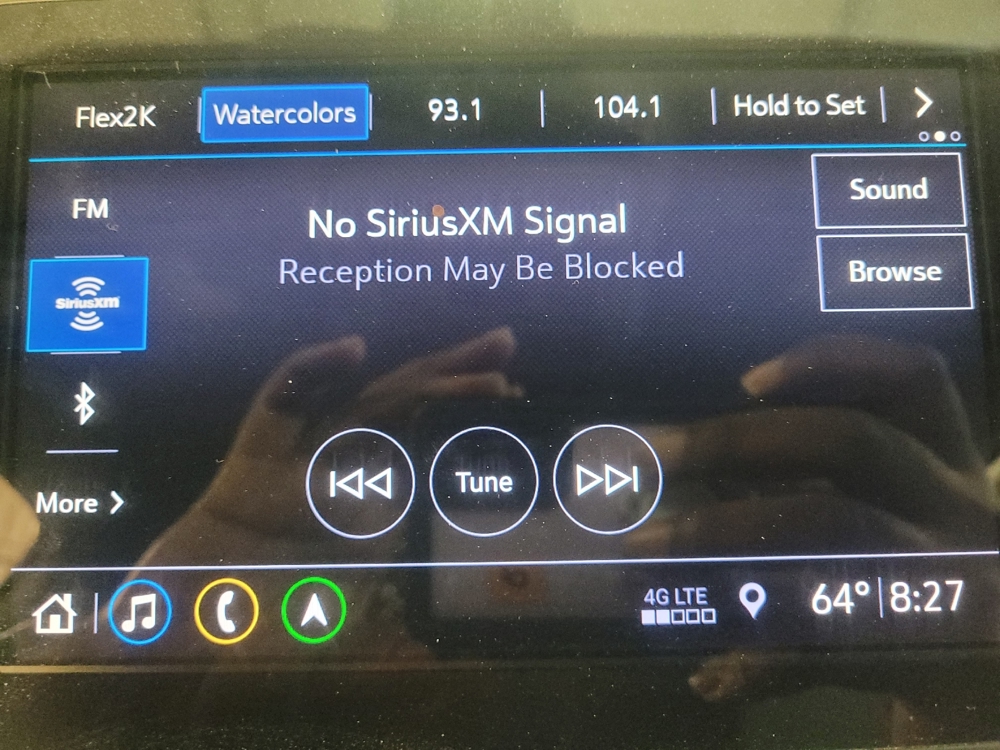 Flex2K
Watercolors
93.1
104.1
Hold to Set
FM
No SiriusXM Signal
Reception May Be Blocked
Sound
Browse
SiriusXM
More
Tune
4G LTE
64° 8:27